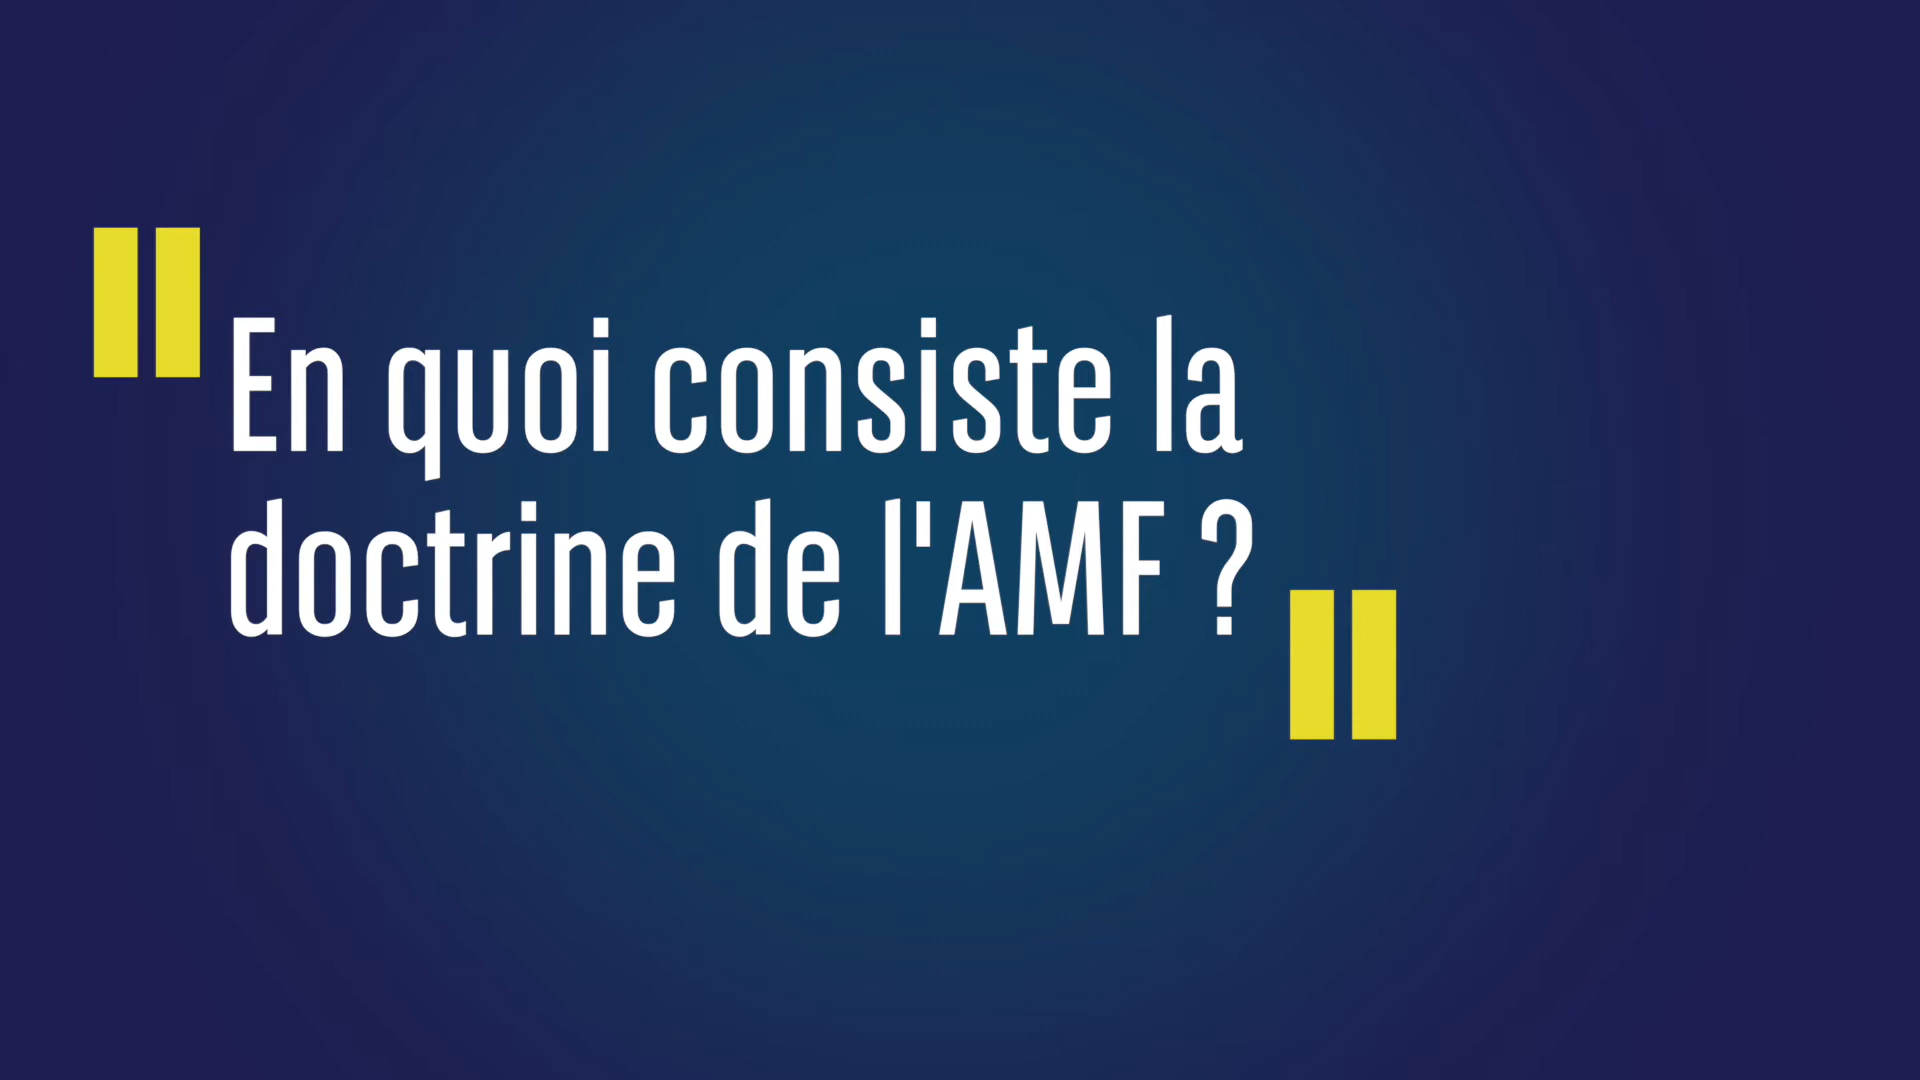 "En quoi consiste la
doctrine de l'AMF ?"